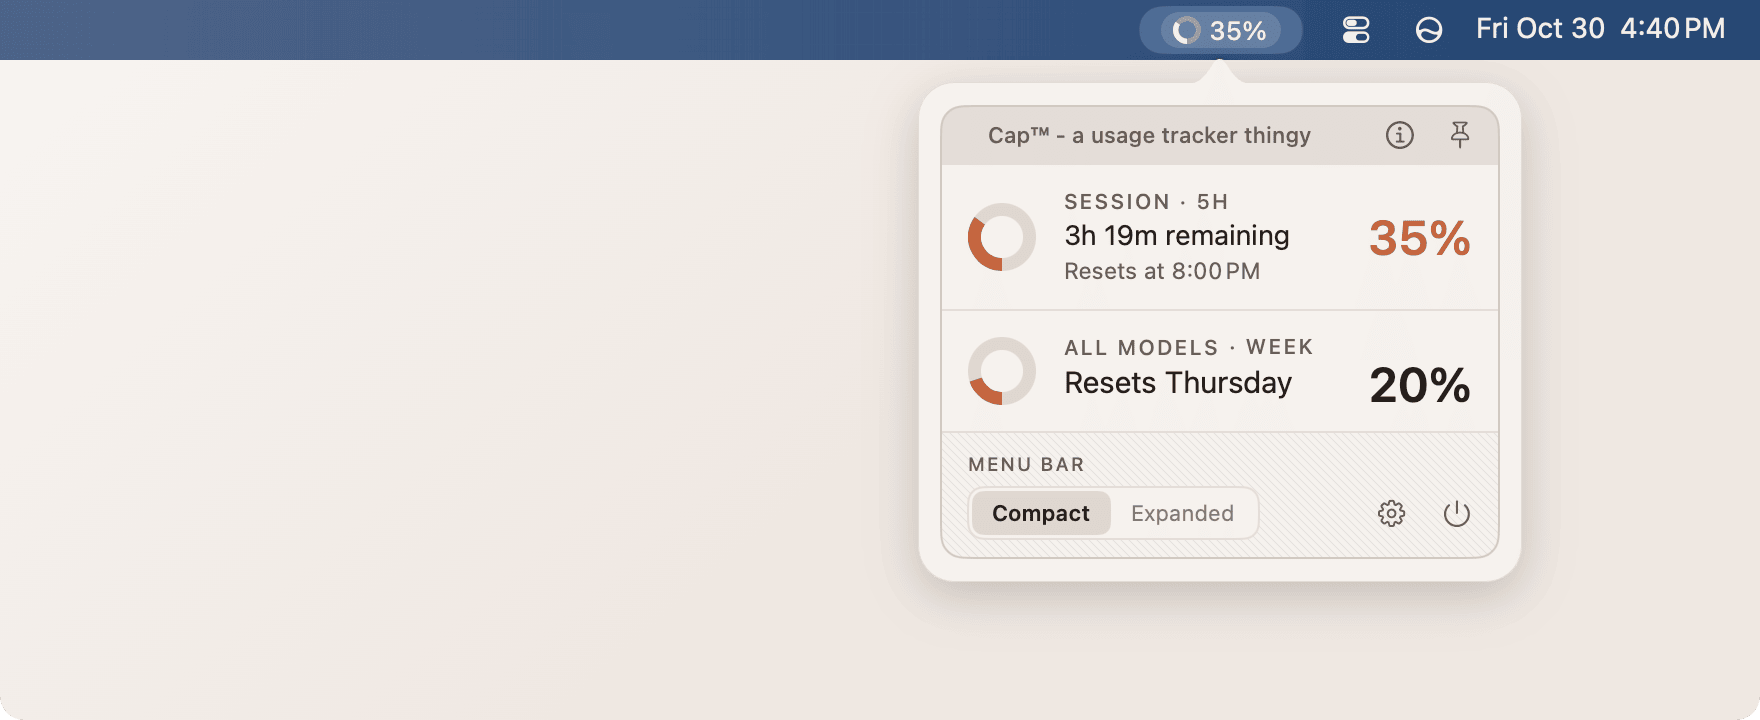 35%
Fri Oct 30 4:40 PM
Cap™ - a usage tracker thingy
SESSION · 5H
3h 19m remaining
Resets at 8:00 PM
35%
ALL MODELS · WEEK
Resets Thursday
20%
MENU BAR
Compact
Expanded